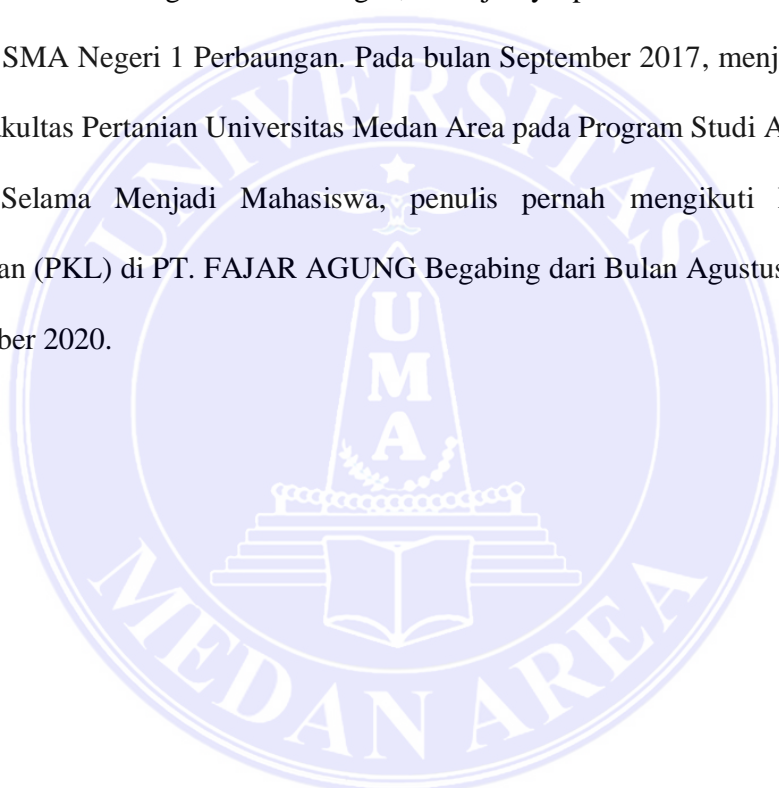 SMA Negeri 1 Perbaungan. Pada bulan September 2017, menj
kultas Pertanian Universitas Medan Area pada Program Studi A
Selama Menjadi Mahasiswa, penulis pernah mengikuti
an (PKL) di PT. FAJAR AGUNG Begabing dari Bulan Agustus
ber 2020.
UNIVERSITAS
U
M
A
MEDAN AREA